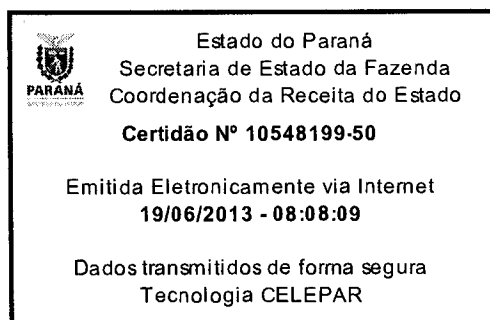 Estado do Paraná
Secretaria de Estado da Fazenda
PARANÁ
Coordenação da Receita do Estado
Certidão Nº 10548199-50
Emitida Eletronicamente via Internet
19/06/2013 - 08:08:09
Dados transmitidos de forma segura
Tecnologia CELEPAR